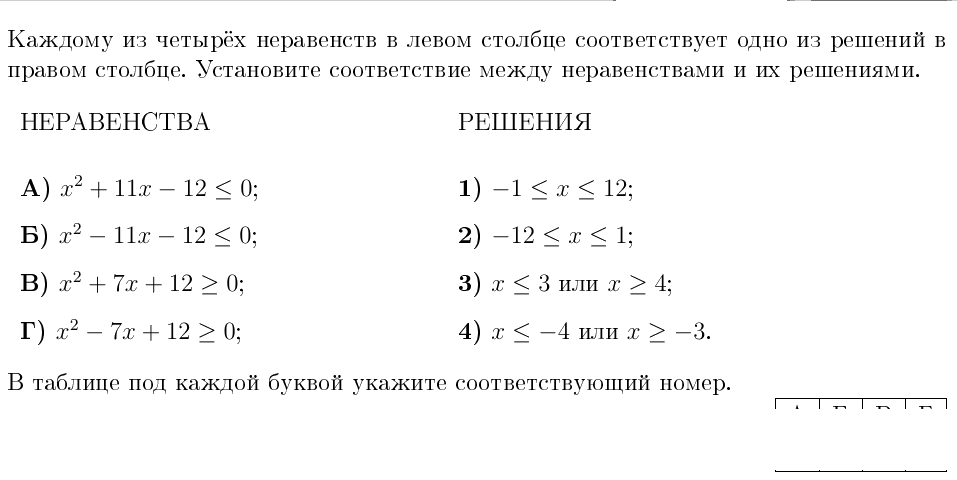 Каждому из четырёх неравенств в левом столбце соответствует одно из решений в
правом столбце. Установите соответствие между неравенствами и их решениями.
НЕРАВЕНСТВА РЕШЕНИЯ
А) x² + 11x − 12 ≤ 0; 1) −1 ≤ x ≤ 12;
Б) x² − 11x − 12 ≤ 0; 2) −12 ≤ x ≤ 1;
В) x² + 7x + 12 ≥ 0; 3) x ≤ 3 или x ≥ 4;
Г) x² − 7x + 12 ≥ 0; 4) x ≤ −4 или x ≥ −3.
В таблице под каждой буквой укажите соответствующий номер.